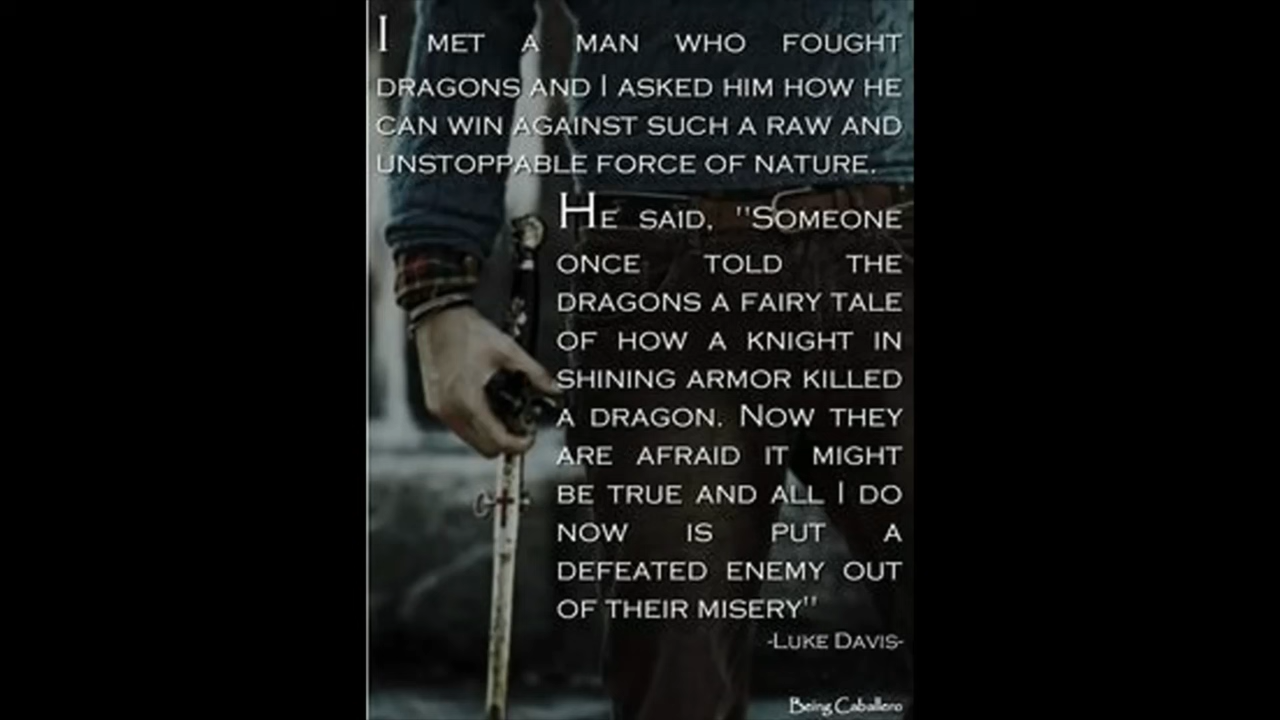 I MET A MAN WHO FOUGHT
DRAGONS AND I ASKED HIM HOW HE
CAN WIN AGAINST SUCH A RAW AND
UNSTOPPABLE FORCE OF NATURE.
HE SAID, "SOMEONE
ONCE TOLD THE
DRAGONS A FAIRY TALE
OF HOW A KNIGHT IN
SHINING ARMOR KILLED
A DRAGON. NOW THEY
ARE AFRAID IT MIGHT
BE TRUE AND ALL I DO
NOW IS PUT A
DEFEATED ENEMY OUT
OF THEIR MISERY"
-LUKE DAVIS-
Being Caballero